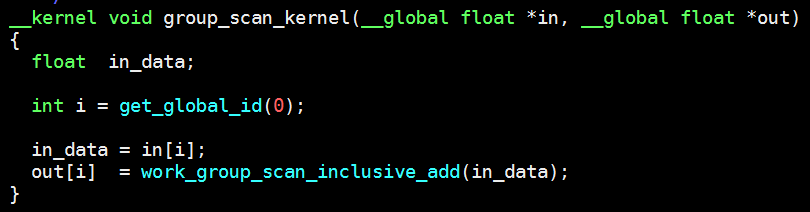 __kernel void group_scan_kernel(__global float *in, __global float *out)
{
  float  in_data;

  int i = get_global_id(0);

  in_data = in[i];
  out[i]  = work_group_scan_inclusive_add(in_data);
}